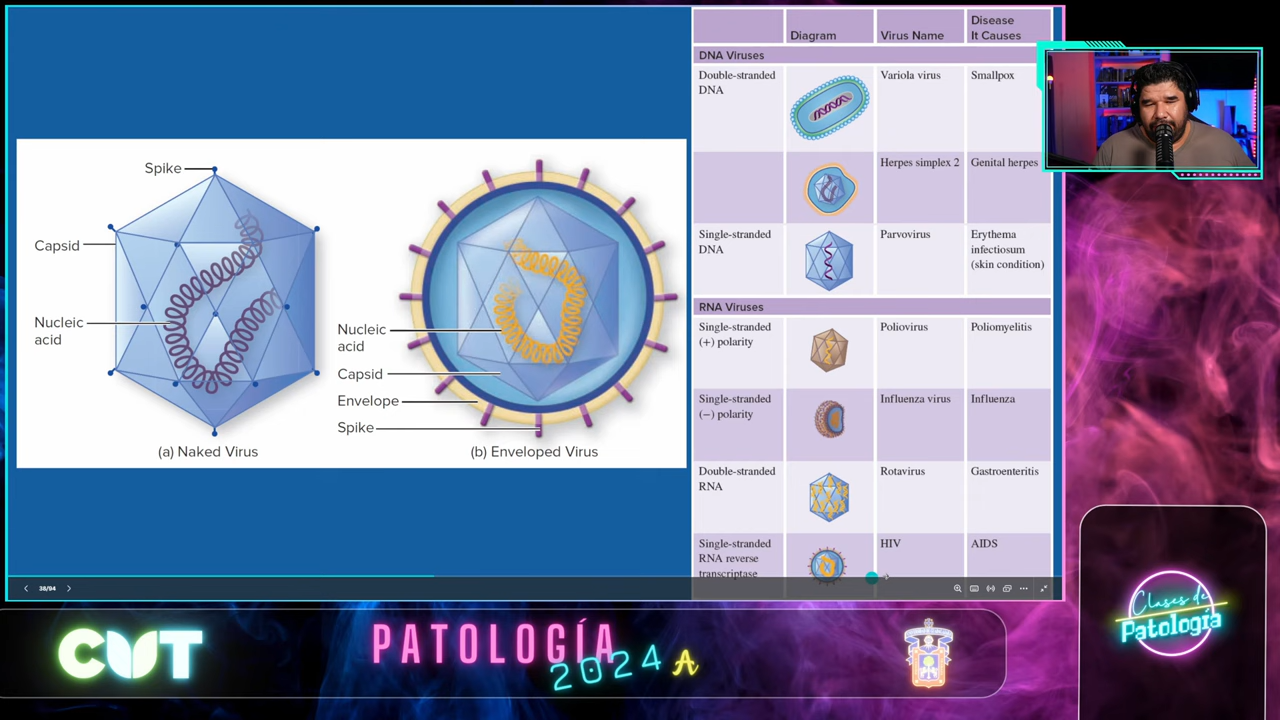 Spike
Capsid
Nucleic
acid
(a) Naked Virus
Nucleic
acid
Capsid
Envelope
Spike
(b) Enveloped Virus
Diagram
Virus Name
Disease
It Causes
DNA Viruses
Double-stranded
DNA
Variola virus
Smallpox
Herpes simplex 2
Genital herpes
Single-stranded
DNA
Parvovirus
Erythema
infectiosum
(skin condition)
RNA Viruses
Single-stranded
(+) polarity
Poliovirus
Poliomyelitis
Single-stranded
(−) polarity
Influenza virus
Influenza
Double-stranded
RNA
Rotavirus
Gastroenteritis
Single-stranded
RNA reverse
transcriptase
HIV
AIDS
38/94
CUT
PATOLOGÍA
2024 A
Clases de
Patología